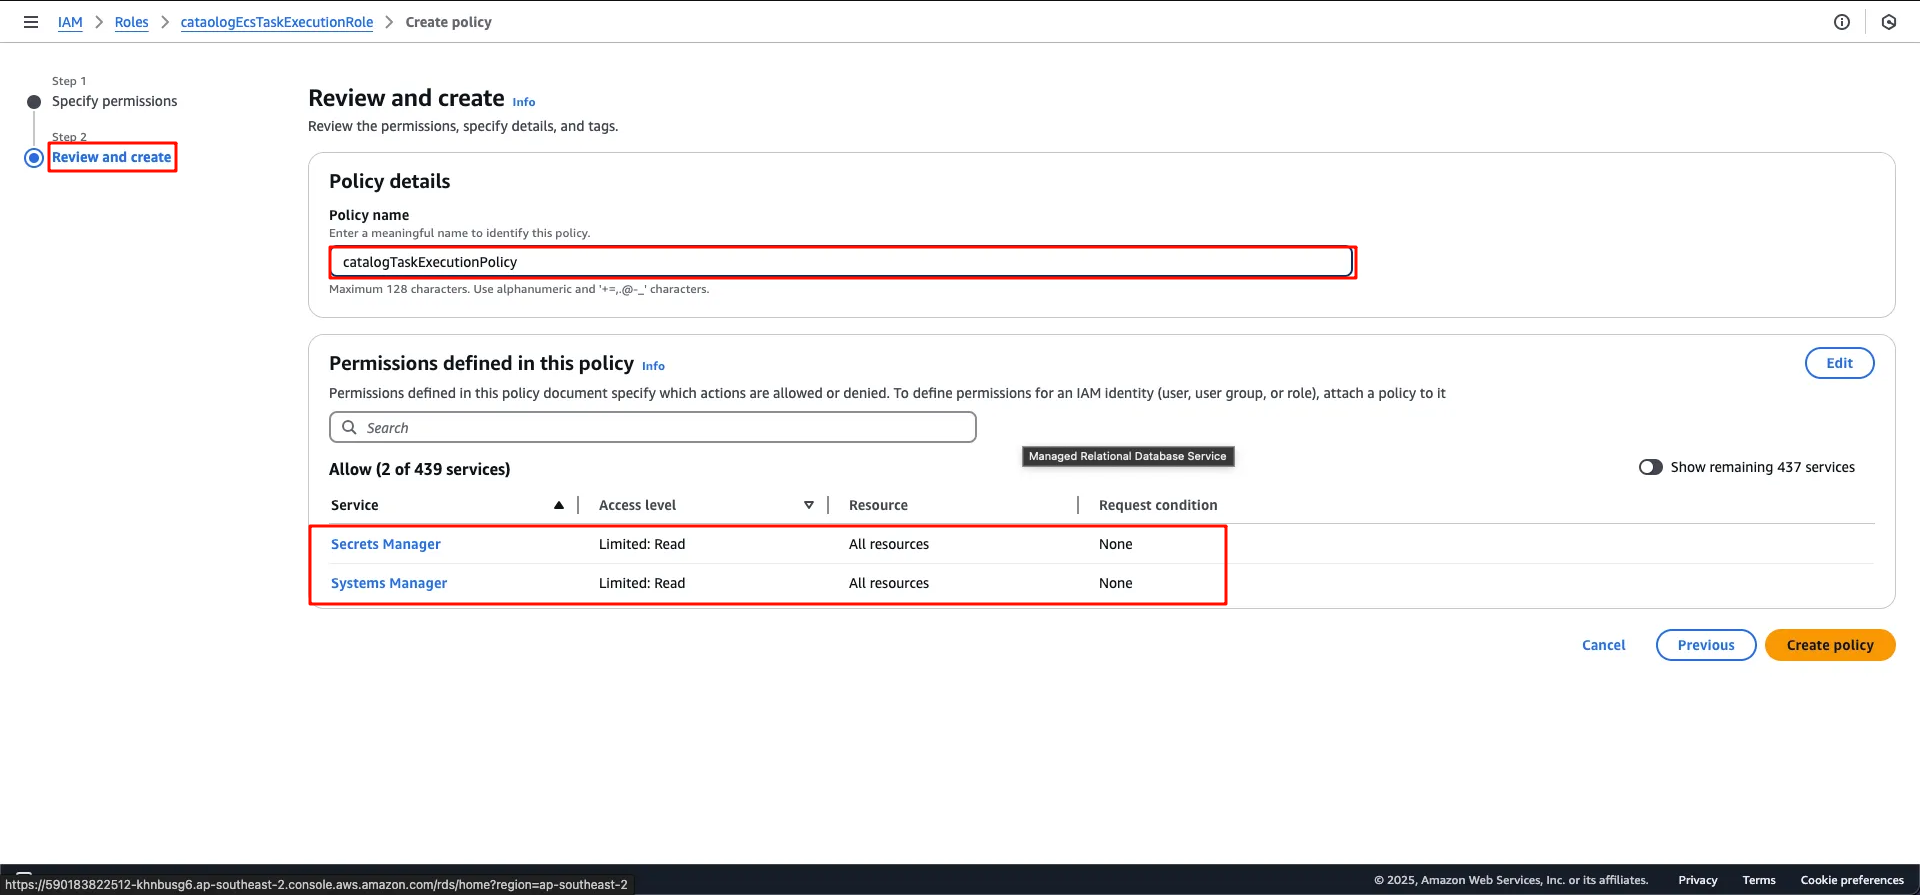 IAM > Roles > cataologEcsTaskExecutionRole > Create policy
Step 1
Specify permissions
Step 2
Review and create
Review and create Info
Review the permissions, specify details, and tags.
Policy details
Policy name
Enter a meaningful name to identify this policy.
catalogTaskExecutionPolicy
Maximum 128 characters. Use alphanumeric and '+=,.@-_' characters.
Permissions defined in this policy Info
Edit
Permissions defined in this policy document specify which actions are allowed or denied. To define permissions for an IAM identity (user, user group, or role), attach a policy to it
Search
Managed Relational Database Service
Allow (2 of 439 services)
Show remaining 437 services
Service Access level Resource Request condition
Secrets Manager Limited: Read All resources None
Systems Manager Limited: Read All resources None
Cancel Previous Create policy
https://590183822512-khnbusg6.ap-southeast-2.console.aws.amazon.com/rds/home?region=ap-southeast-2
© 2025, Amazon Web Services, Inc. or its affiliates. Privacy Terms Cookie preferences